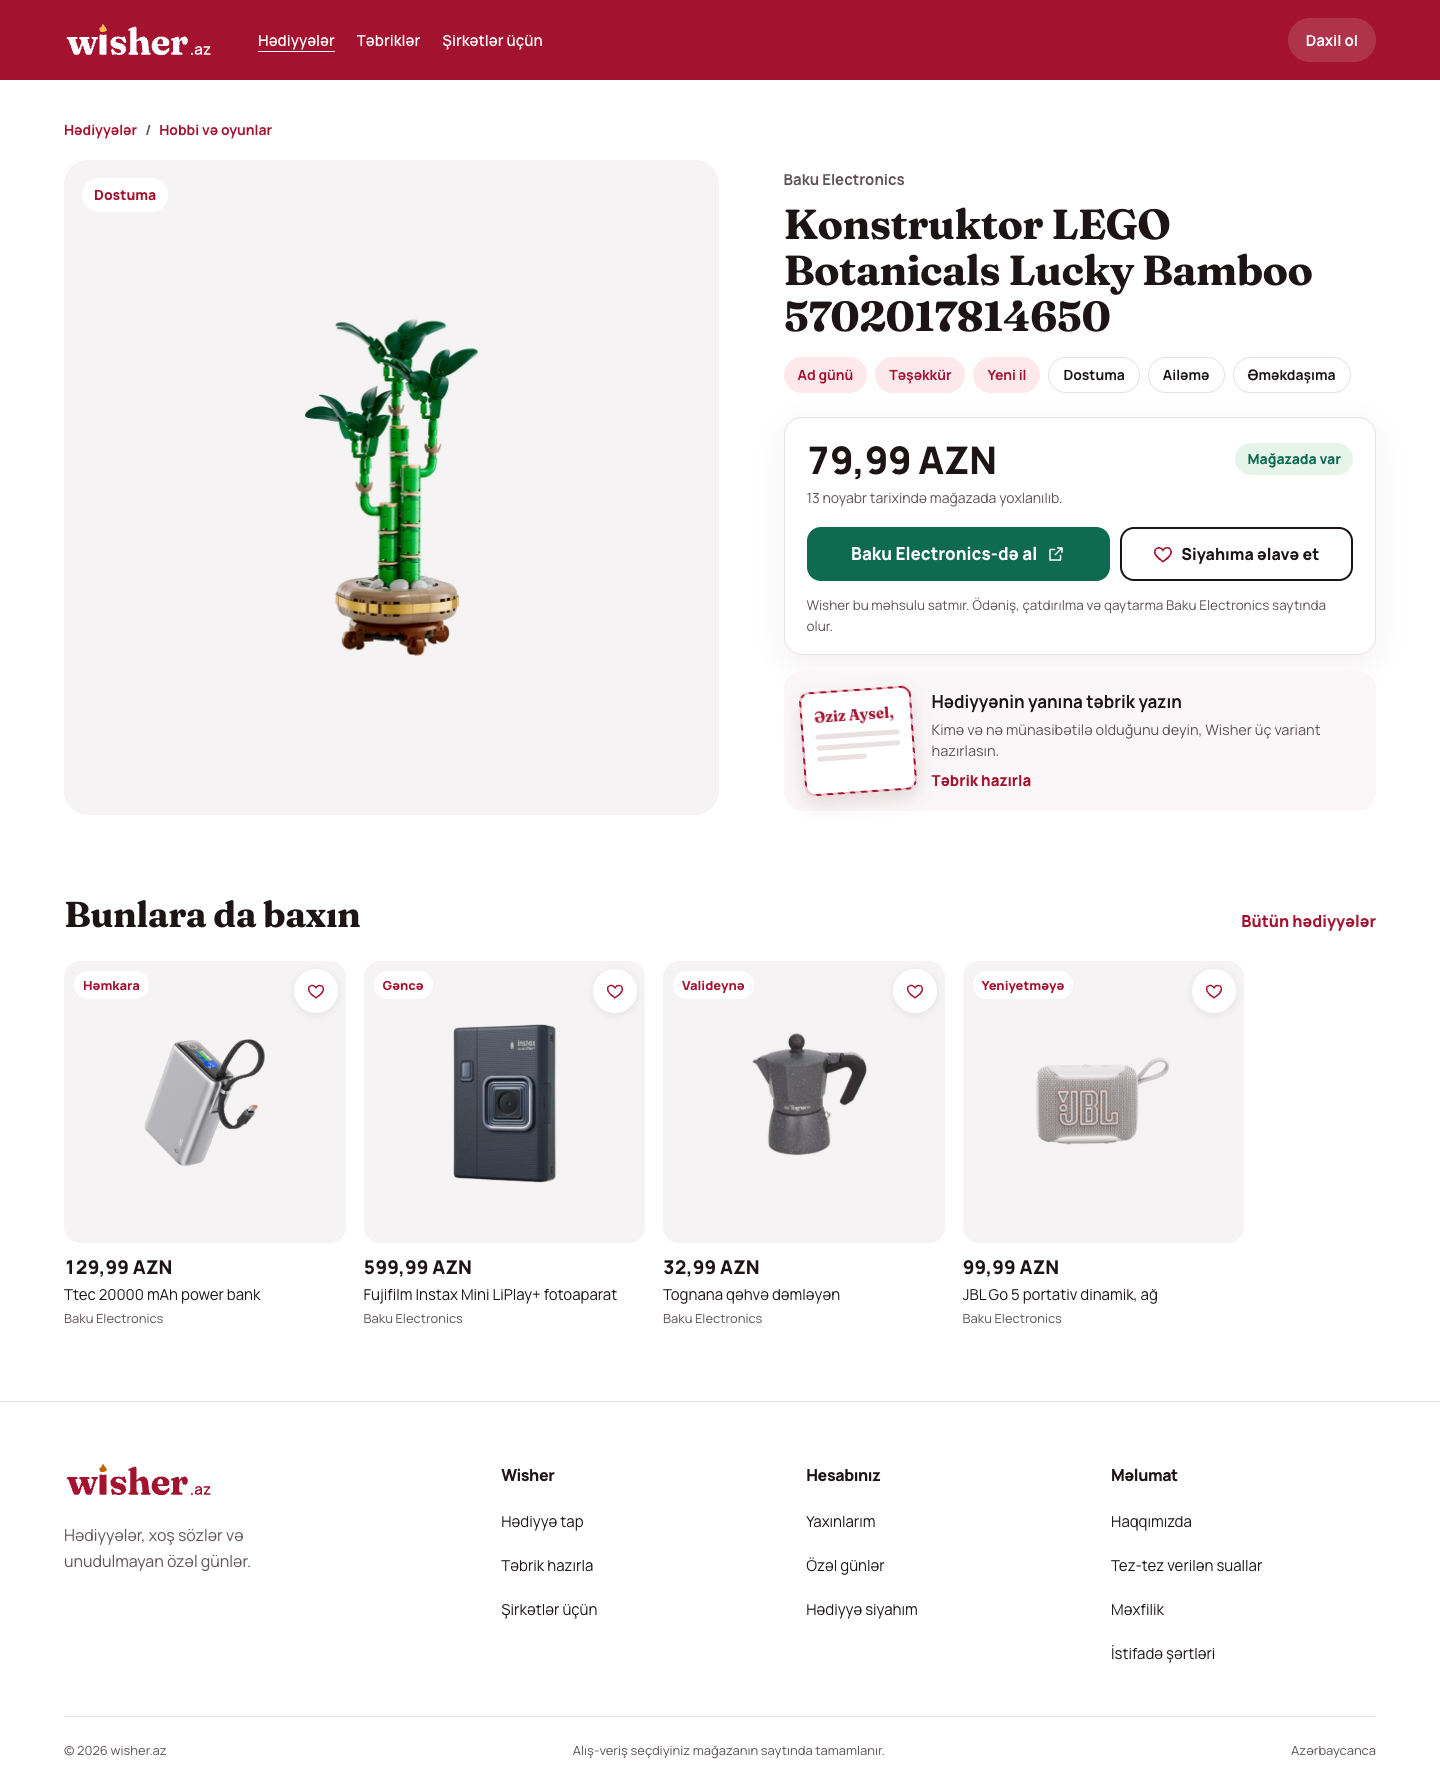 wisher.az
Hədiyyələr Təbriklər Şirkətlər üçün
Daxil ol
Hədiyyələr / Hobbi və oyunlar
Dostuma
Baku Electronics
Konstruktor LEGO
Botanicals Lucky Bamboo
5702017814650
Ad günü Təşəkkür Yeni il Dostuma Ailəmə Əməkdaşıma
79,99 AZN
Mağazada var
13 noyabr tarixində mağazada yoxlanılıb.
Baku Electronics-də al
Siyahıma əlavə et
Wisher bu məhsulu satmır. Ödəniş, çatdırılma və qaytarma Baku Electronics saytında
olur.
Əziz Aysel,
Hədiyyənin yanına təbrik yazın
Kimə və nə münasibətilə olduğunu deyin, Wisher üç variant
hazırlasın.
Təbrik hazırla
Bunlara da baxın
Bütün hədiyyələr
Həmkara
Gəncə
Valideynə
Yeniyetməyə
Instax
Tognana
JBL
129,99 AZN
Ttec 20000 mAh power bank
Baku Electronics
599,99 AZN
Fujifilm Instax Mini LiPlay+ fotoaparat
Baku Electronics
32,99 AZN
Tognana qəhvə dəmləyən
Baku Electronics
99,99 AZN
JBL Go 5 portativ dinamik, ağ
Baku Electronics
wisher.az
Hədiyyələr, xoş sözlər və
unudulmayan özəl günlər.
Wisher
Hədiyyə tap
Təbrik hazırla
Şirkətlər üçün
Hesabınız
Yaxınlarım
Özəl günlər
Hədiyyə siyahım
Məlumat
Haqqımızda
Tez-tez verilən suallar
Məxfilik
İstifadə şərtləri
© 2026 wisher.az
Alış-veriş seçdiyiniz mağazanın saytında tamamlanır.
Azərbaycanca